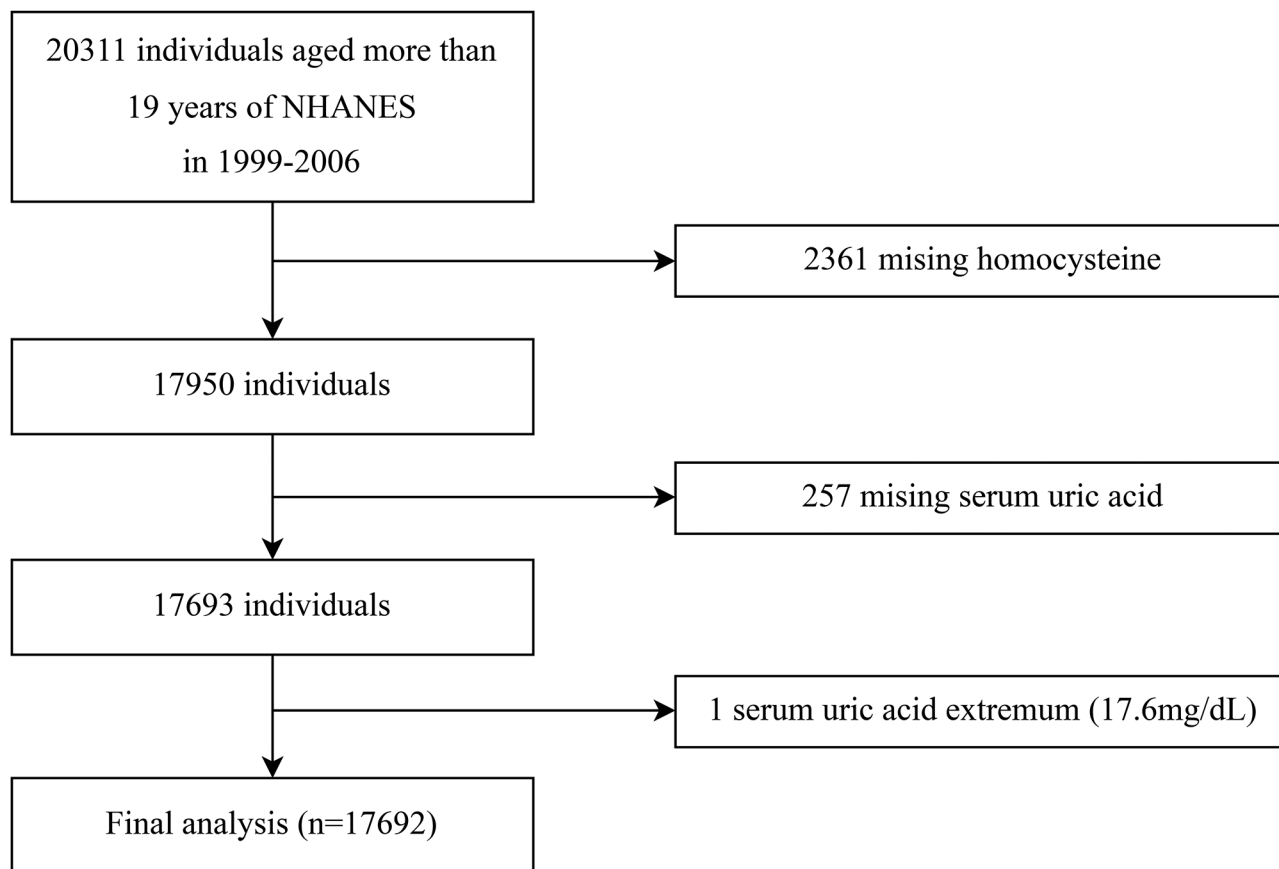 20311 individuals aged more than
19 years of NHANES
in 1999-2006
2361 mising homocysteine
17950 individuals
257 mising serum uric acid
17693 individuals
1 serum uric acid extremum (17.6mg/dL)
Final analysis (n=17692)